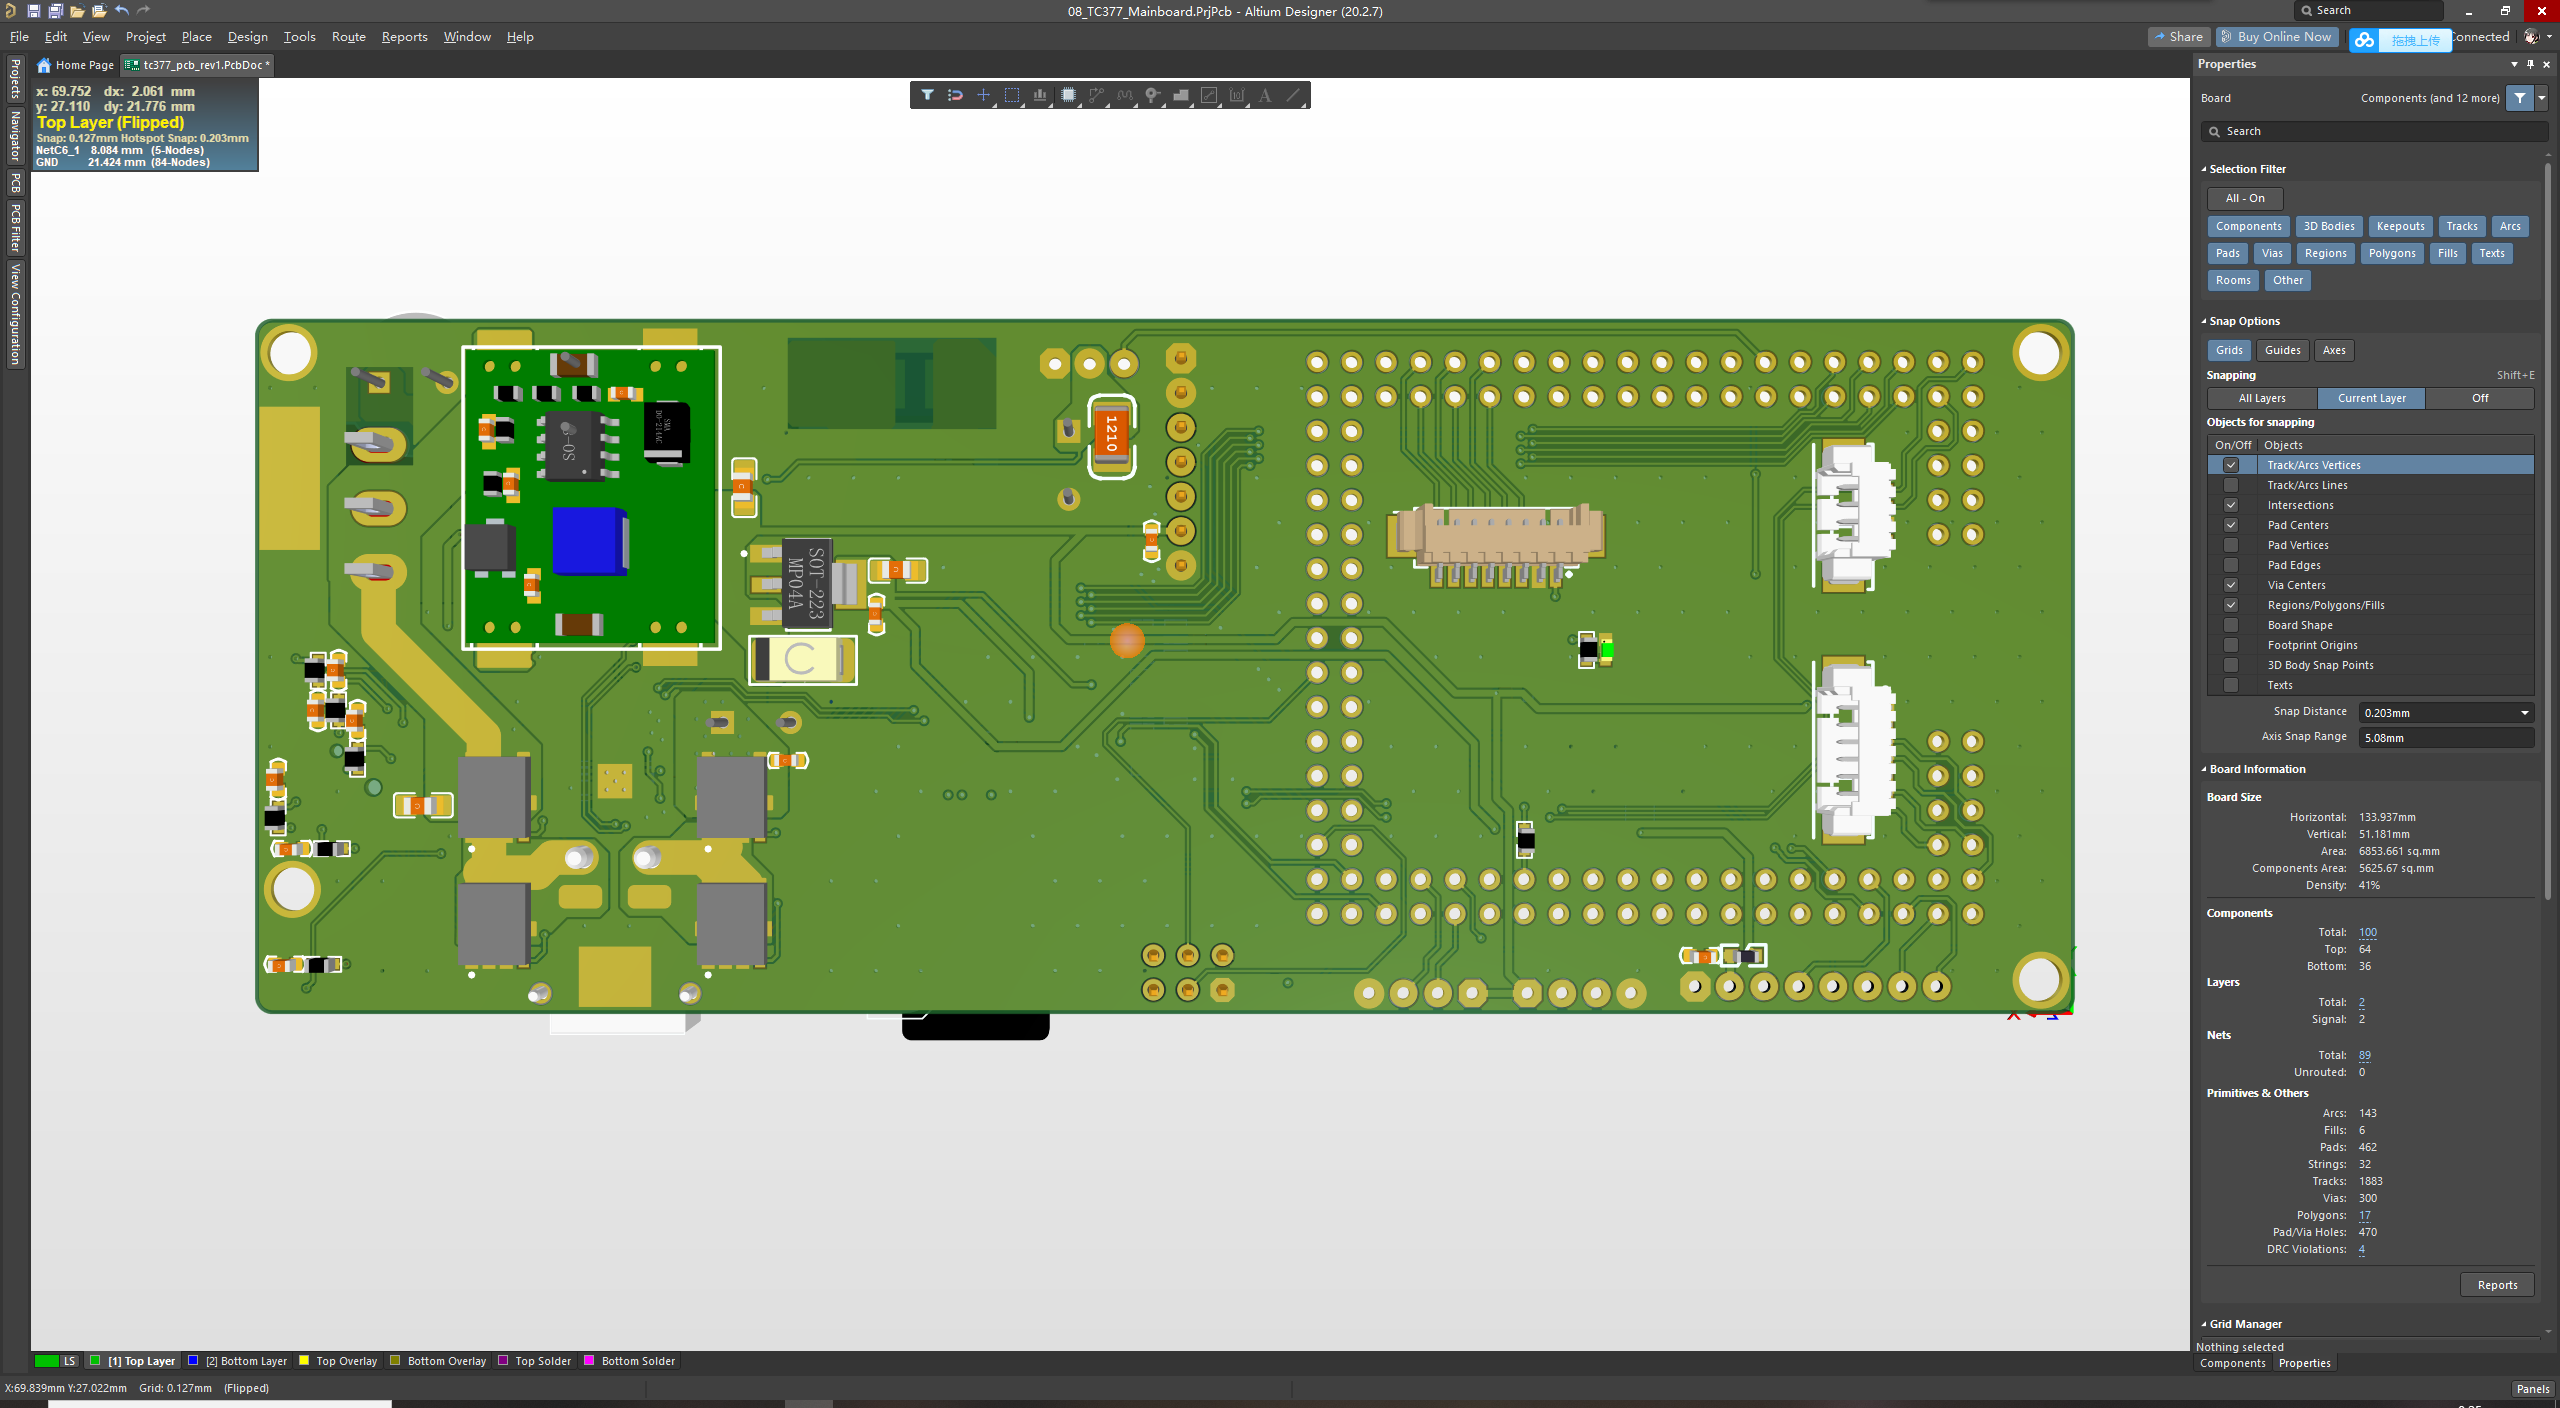 08_TC377_Mainboard.PrjPcb - Altium Designer (20.2.7)
Search
File Edit View Project Place Design Tools Route Reports Window Help
Share
Buy Online Now
拖拽上传
Connected
Projects
Navigator
PCB
PCB Filter
View Configuration
Home Page
tc377_pcb_rev1.PcbDoc *
x: 69.752 dx: 2.061 mm
y: 27.110 dy: 21.776 mm
Top Layer (Flipped)
Snap: 0.127mm Hotspot Snap: 0.203mm
NetC6_1 8.084 mm (5-Nodes)
GND 21.424 mm (84-Nodes)
SMA
DO-214AC
1210
SOT-223
MP04A
C
Properties
Board Components (and 12 more)
Search
Selection Filter
All - On
Components 3D Bodies Keepouts Tracks Arcs
Pads Vias Regions Polygons Fills Texts
Rooms Other
Snap Options
Grids Guides Axes
Snapping Shift+E
All Layers Current Layer Off
Objects for snapping
On/Off Objects
Track/Arcs Vertices
Track/Arcs Lines
Intersections
Pad Centers
Pad Vertices
Pad Edges
Via Centers
Regions/Polygons/Fills
Board Shape
Footprint Origins
3D Body Snap Points
Texts
Snap Distance 0.203mm
Axis Snap Range 5.08mm
Board Information
Board Size
Horizontal: 133.937mm
Vertical: 51.181mm
Area: 6853.661 sq.mm
Components Area: 5625.67 sq.mm
Density: 41%
Components
Total: 100
Top: 64
Bottom: 36
Layers
Total: 2
Signal: 2
Nets
Total: 89
Unrouted: 0
Primitives & Others
Arcs: 143
Fills: 6
Pads: 462
Strings: 32
Tracks: 1883
Vias: 300
Polygons: 17
Pad/Via Holes: 470
DRC Violations: 4
Reports
Grid Manager
Nothing selected
Components Properties
LS [1] Top Layer [2] Bottom Layer Top Overlay Bottom Overlay Top Solder Bottom Solder
X:69.839mm Y:27.022mm Grid: 0.127mm (Flipped)
Panels